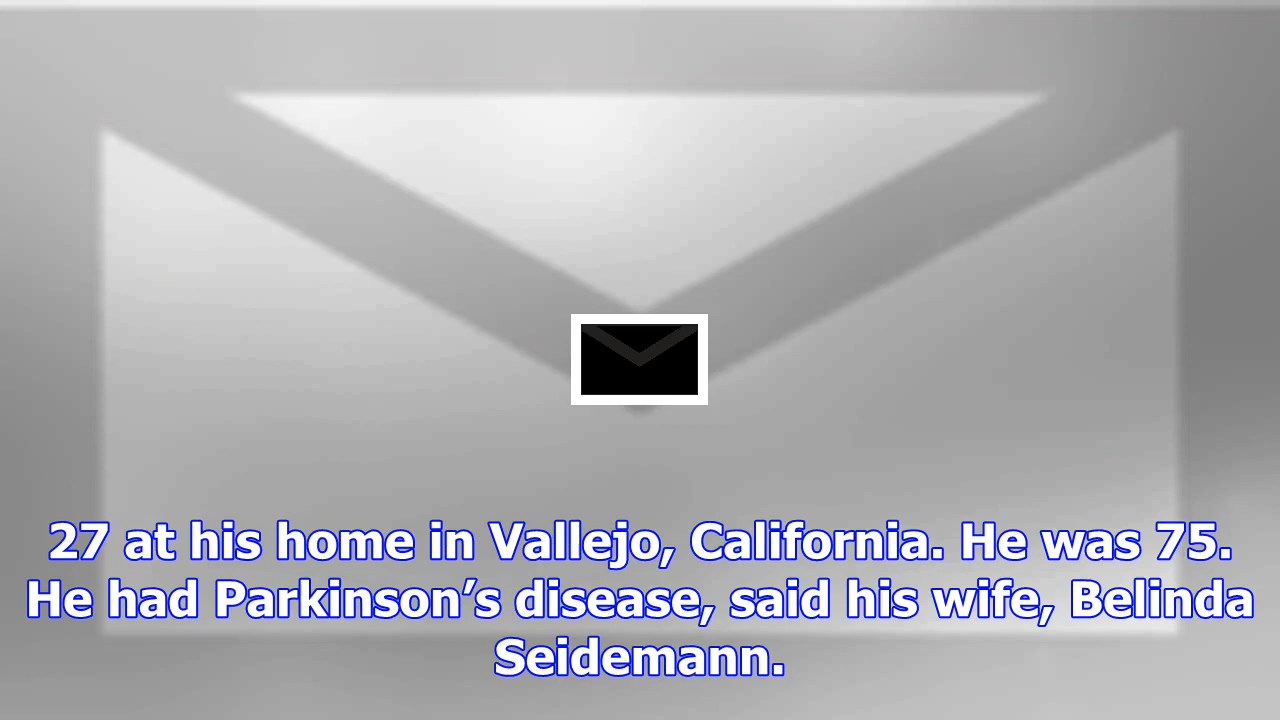 27 at his home in Vallejo, California. He was 75.
He had Parkinson’s disease, said his wife, Belinda
Seidemann.